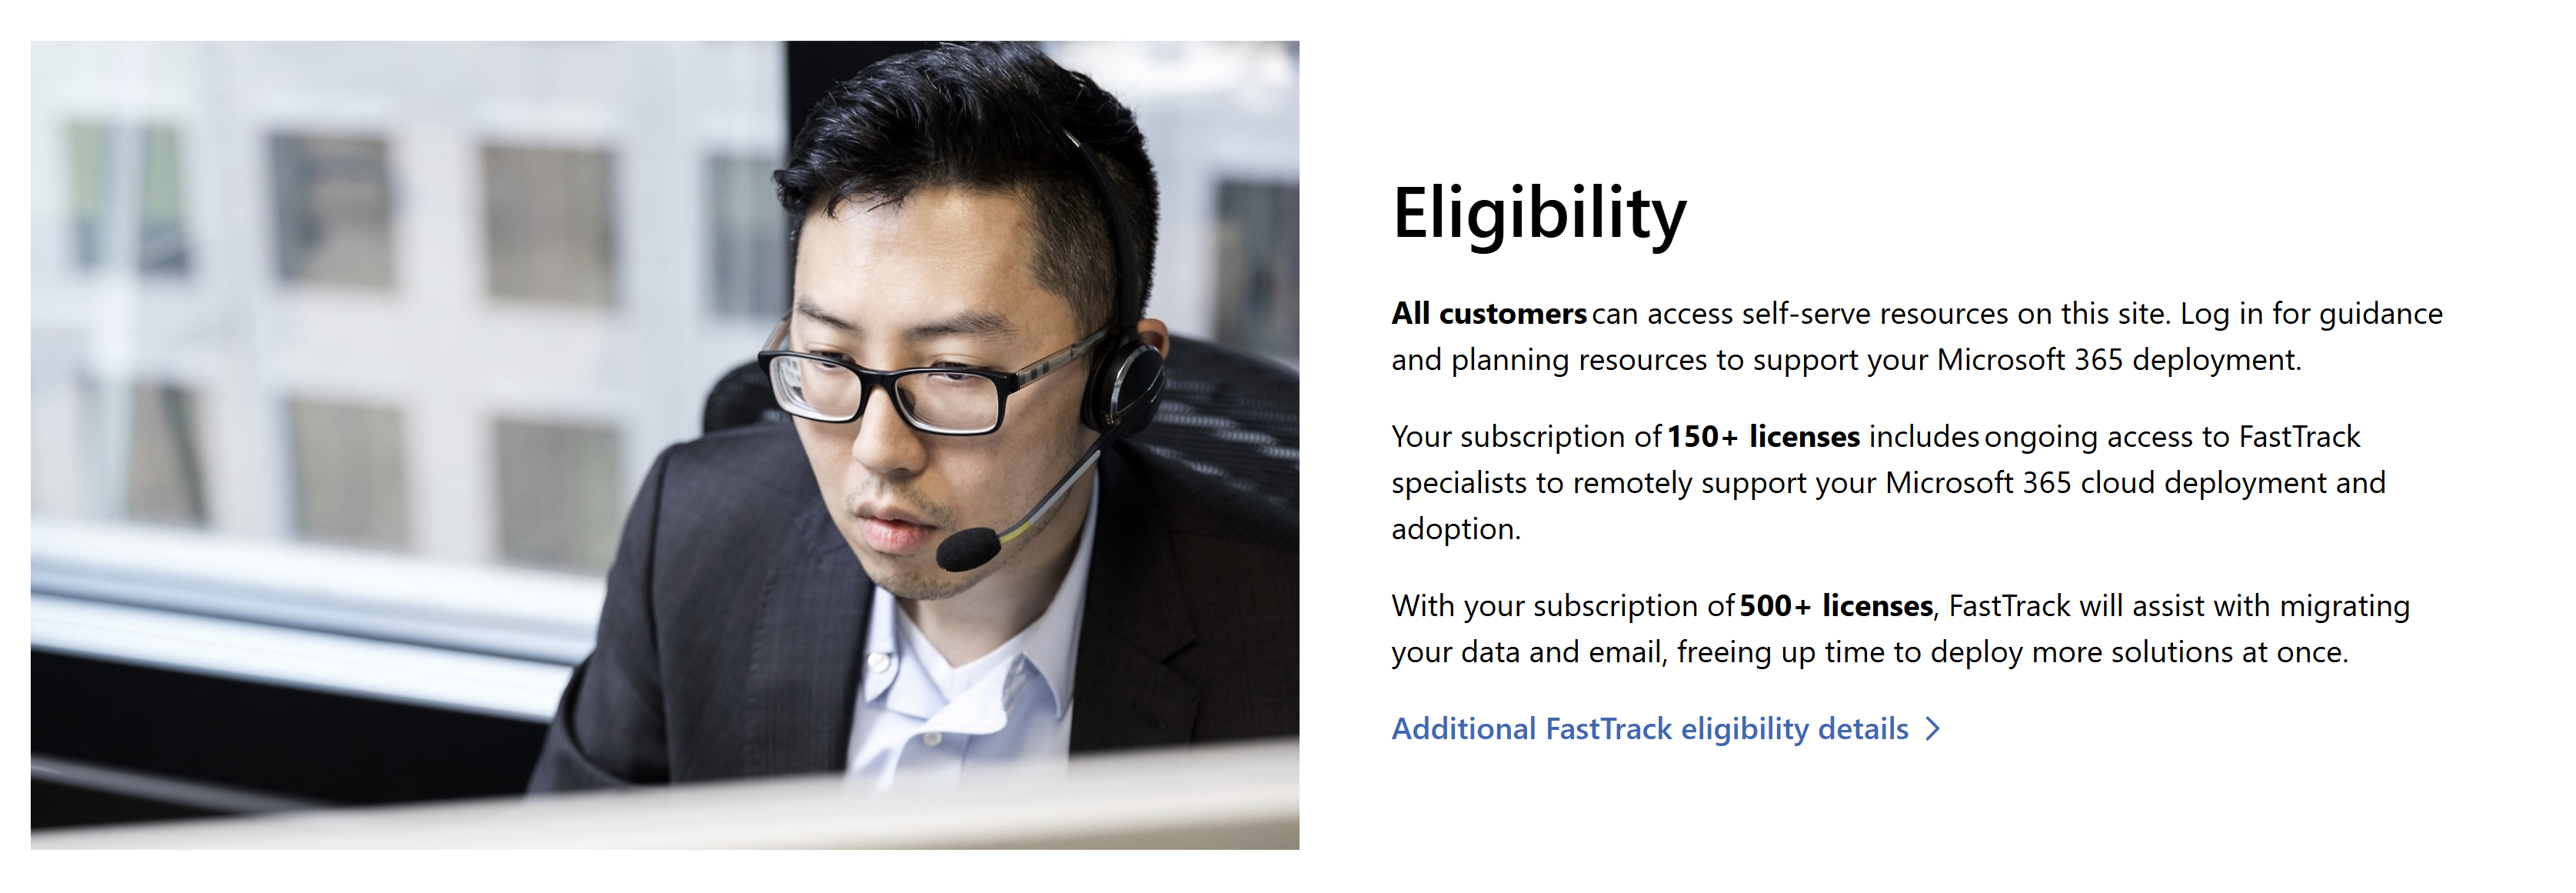 Eligibility
All customers can access self-serve resources on this site. Log in for guidance
and planning resources to support your Microsoft 365 deployment.
Your subscription of 150+ licenses includes ongoing access to FastTrack
specialists to remotely support your Microsoft 365 cloud deployment and
adoption.
With your subscription of 500+ licenses, FastTrack will assist with migrating
your data and email, freeing up time to deploy more solutions at once.
Additional FastTrack eligibility details >